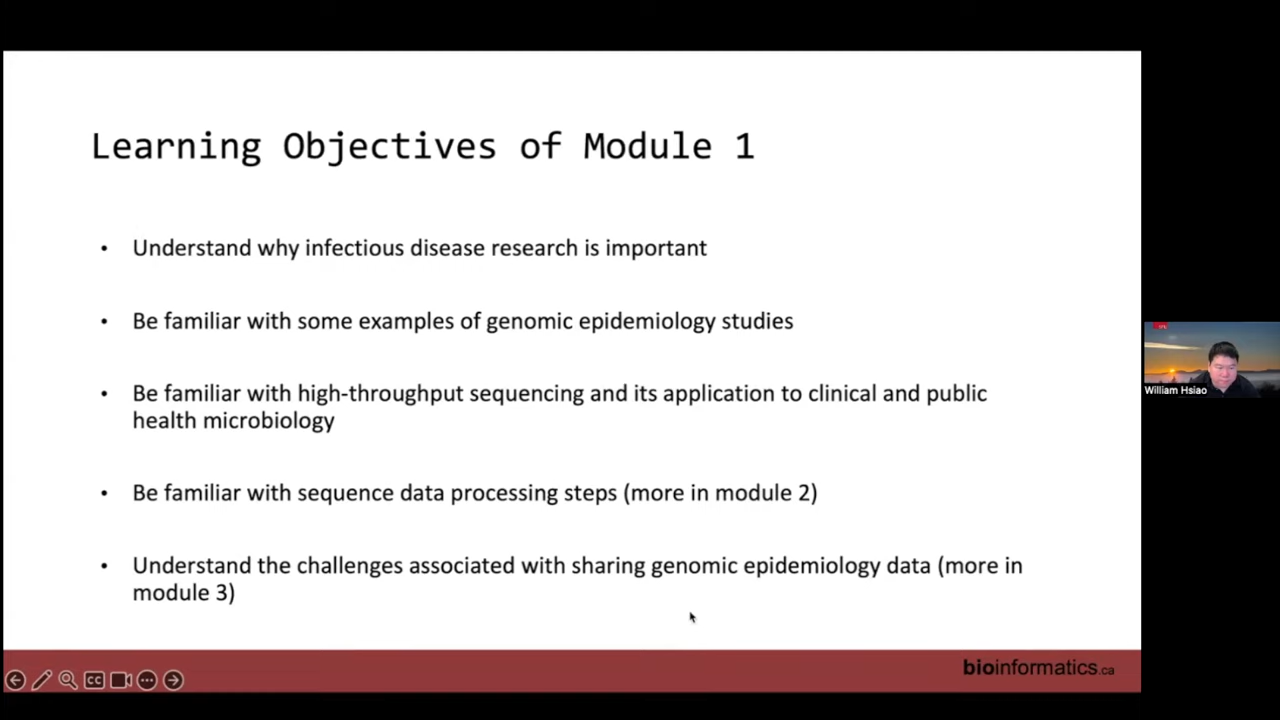 Learning Objectives of Module 1
• Understand why infectious disease research is important
• Be familiar with some examples of genomic epidemiology studies
• Be familiar with high-throughput sequencing and its application to clinical and public
health microbiology
• Be familiar with sequence data processing steps (more in module 2)
• Understand the challenges associated with sharing genomic epidemiology data (more in
module 3)
William Hsiao
CC
bioinformatics.ca